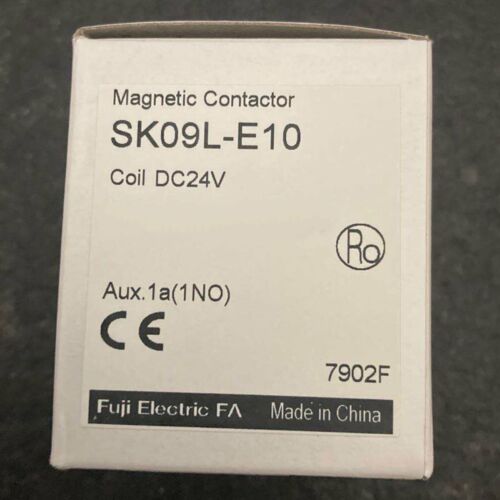 Magnetic Contactor
SK09L-E10
Coil DC24V
Ro
Aux.1a(1NO)
CE
7902F
Fuji Electric FA Made in China